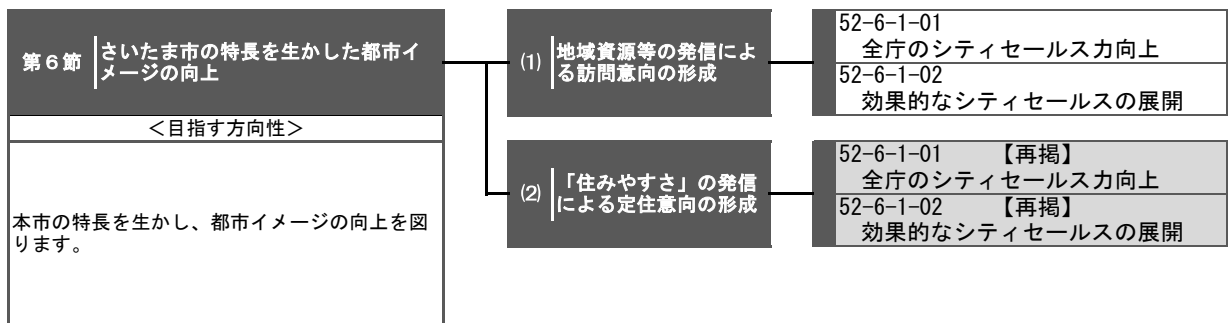 第6節
さいたま市の特長を生かした都市イ
メージの向上
<目指す方向性>
本市の特長を生かし、都市イメージの向上を図
ります。
⑴
地域資源等の発信によ
る訪問意向の形成
52-6-1-01
全庁のシティセールス力向上
52-6-1-02
効果的なシティセールスの展開
⑵
「住みやすさ」の発信
による定住意向の形成
52-6-1-01 【再掲】
全庁のシティセールス力向上
52-6-1-02 【再掲】
効果的なシティセールスの展開